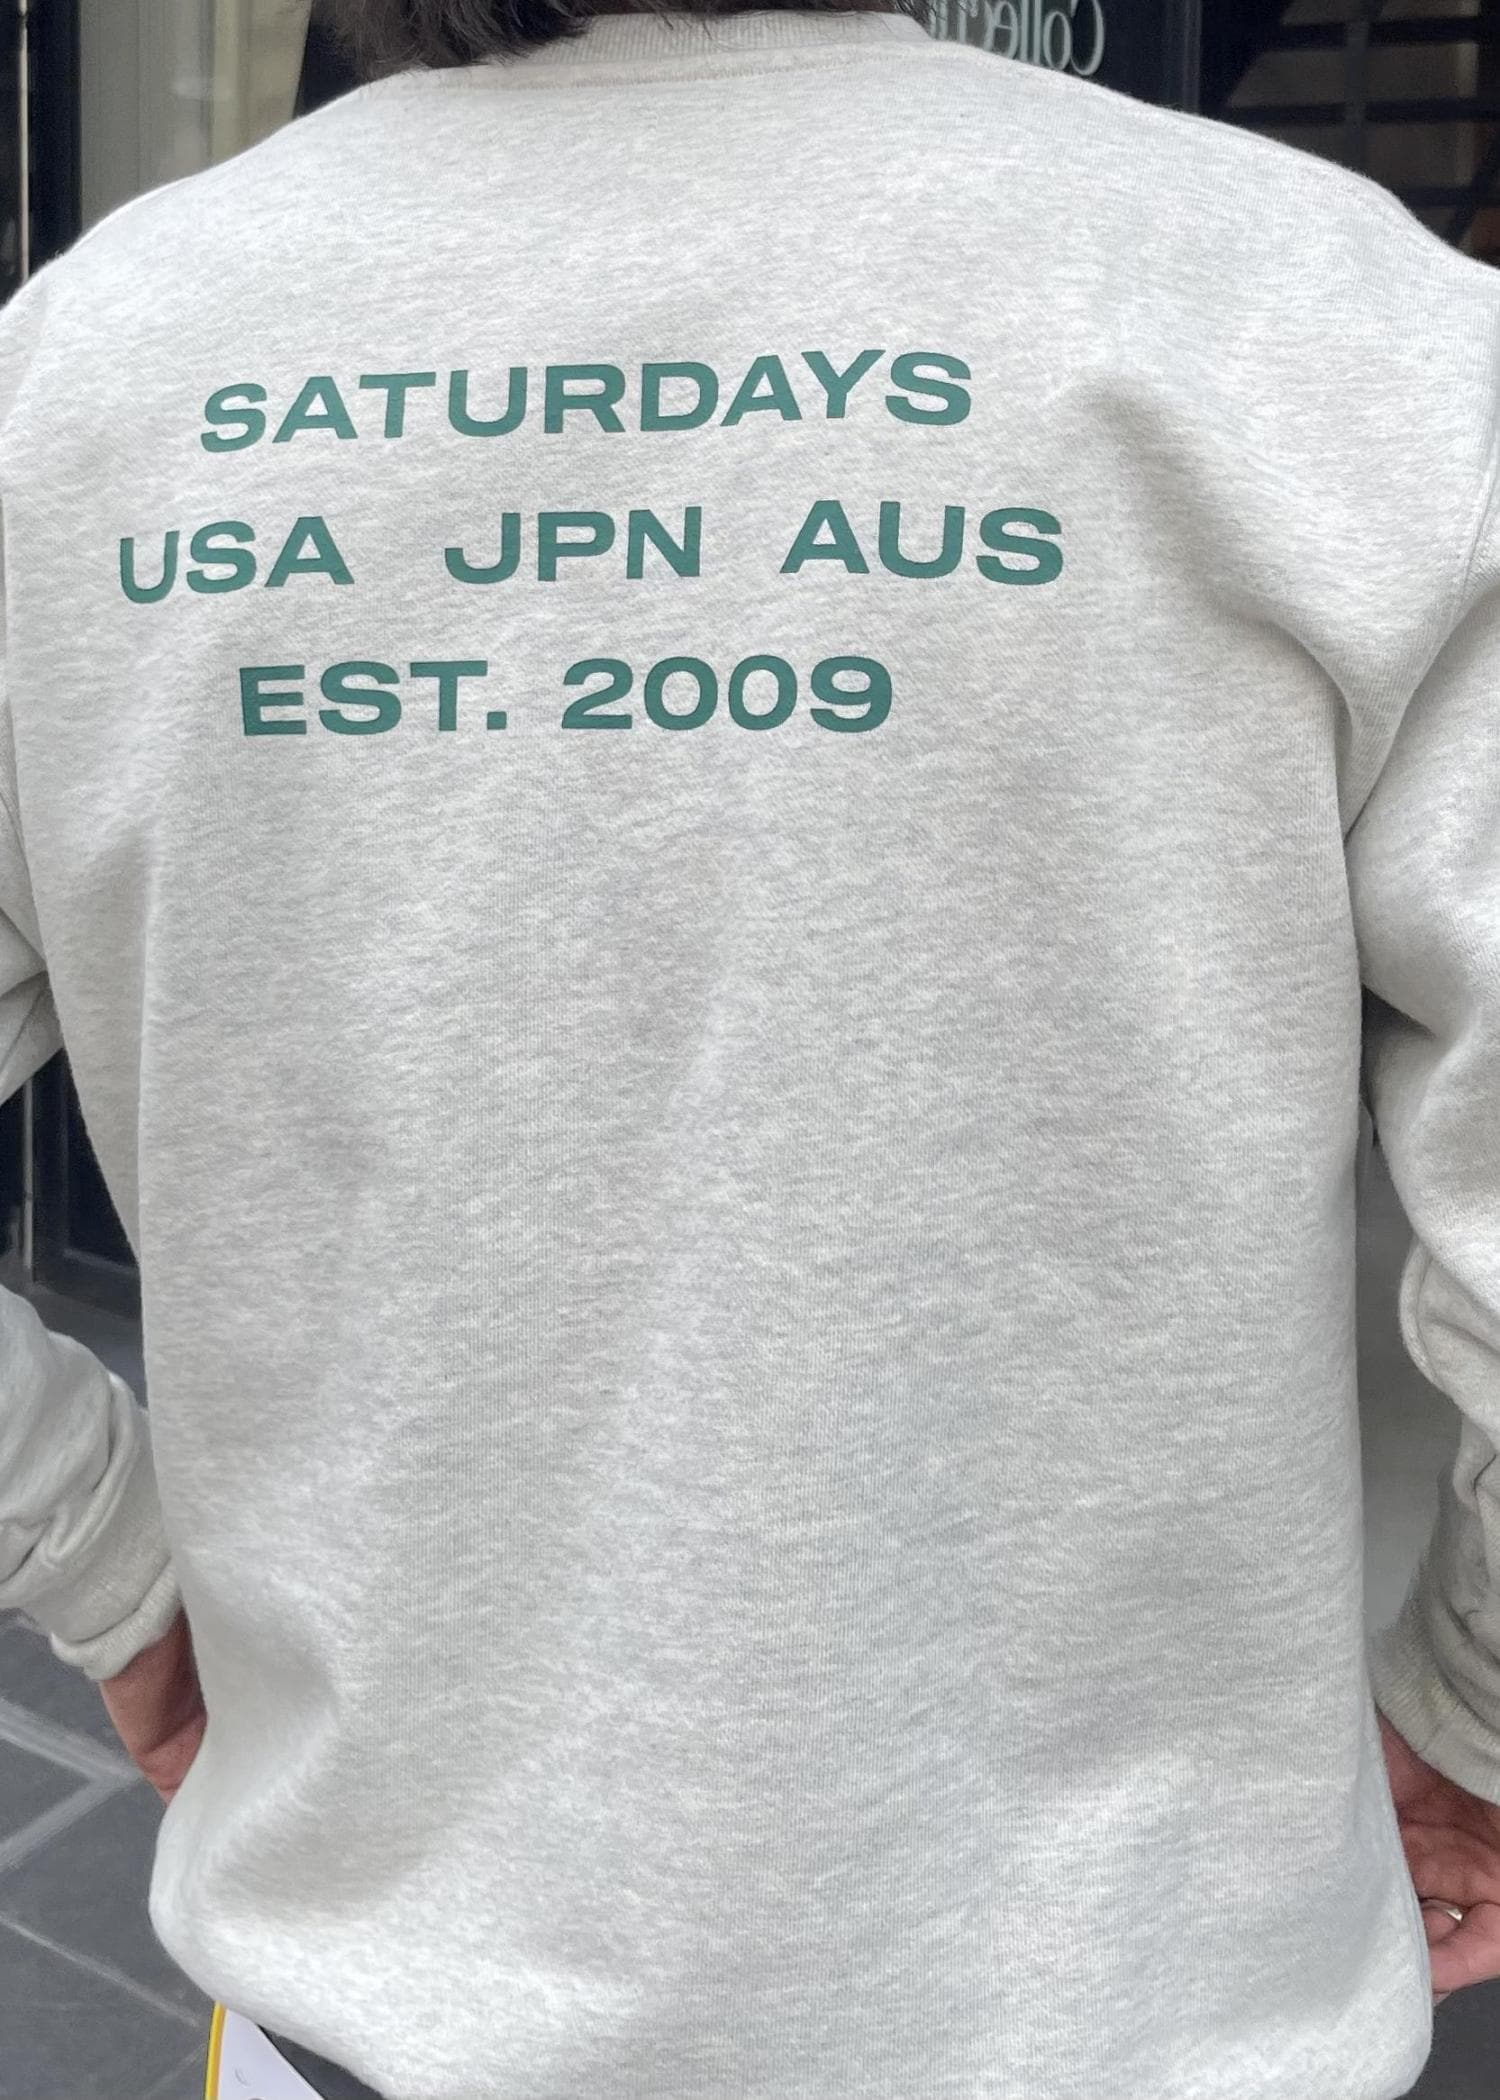 SATURDAYS
USA JPN AUS
EST. 2009